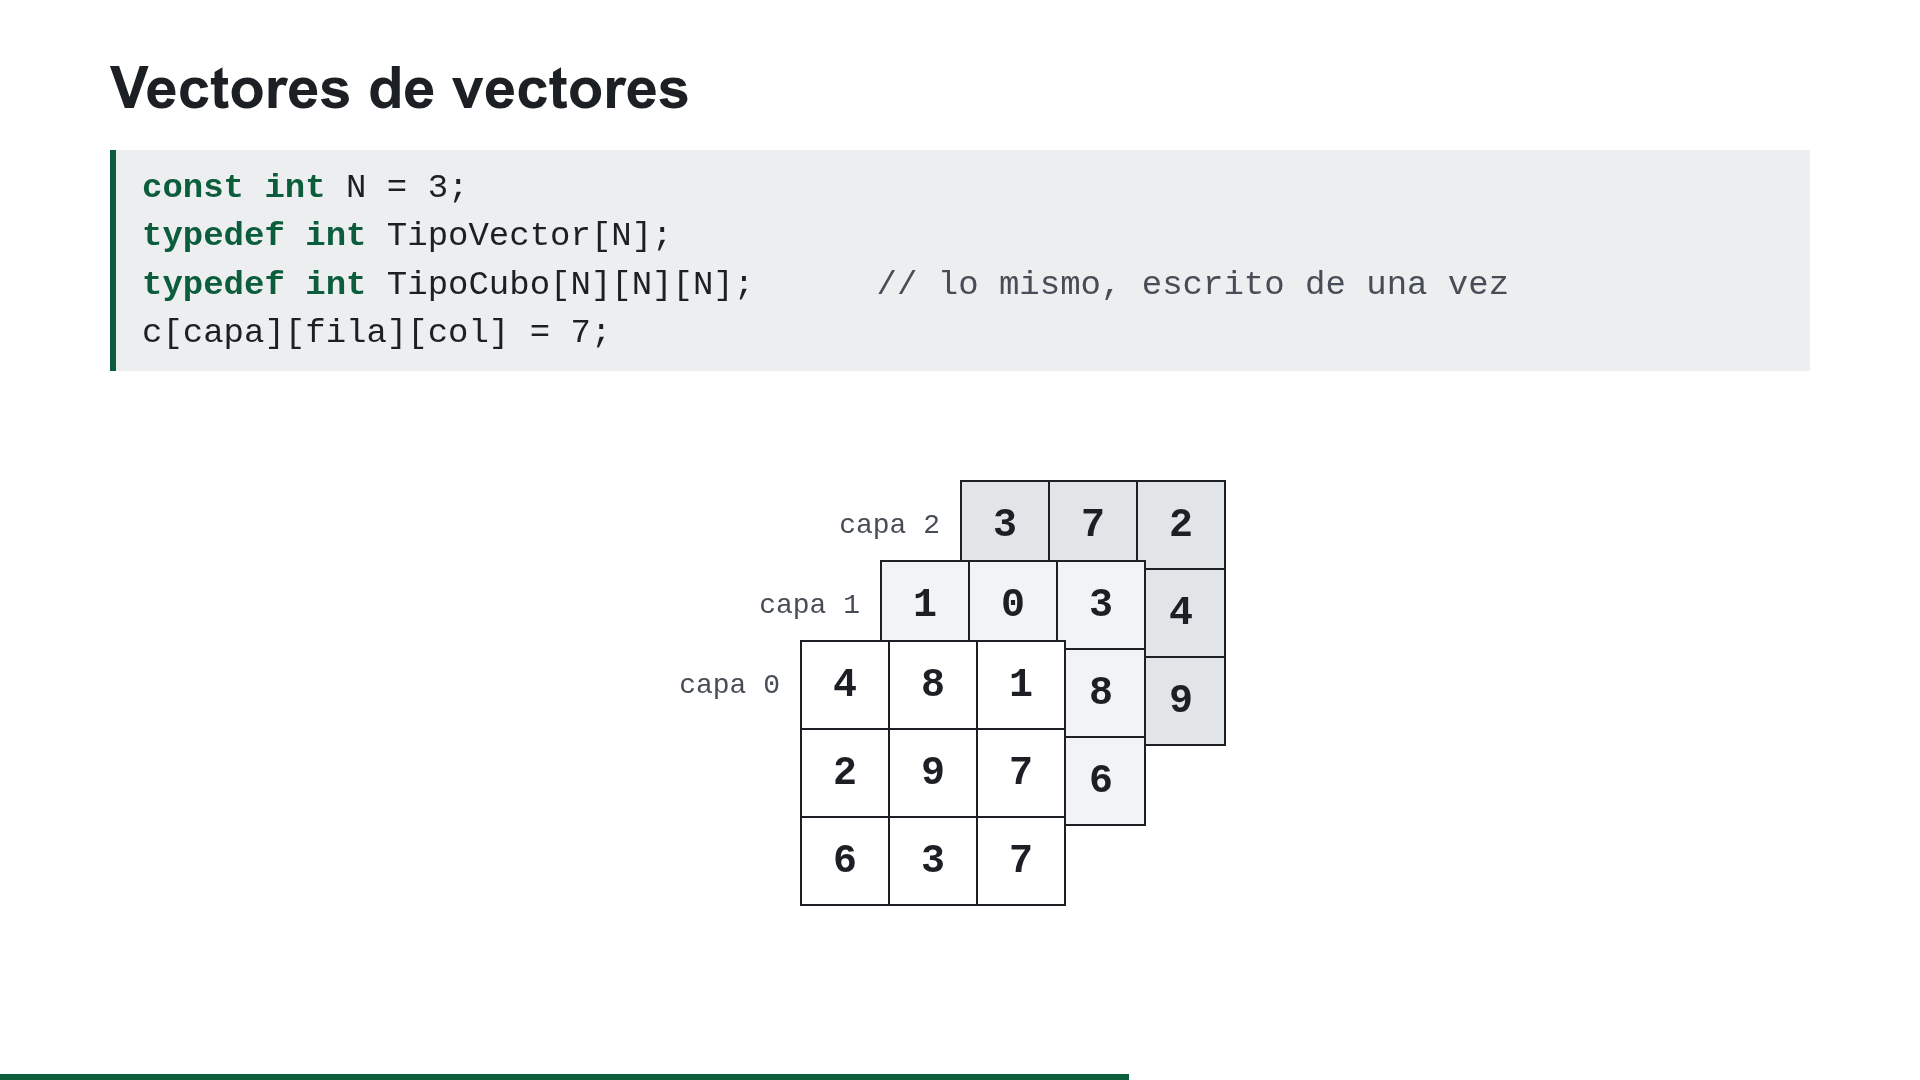 Vectores de vectores
const int N = 3;
typedef int TipoVector[N];
typedef int TipoCubo[N][N][N];      // lo mismo, escrito de una vez
c[capa][fila][col] = 7;
capa 2 3 7 2
capa 1 1 0 3 4
capa 0 4 8 1 8 9
2 9 7 6
6 3 7